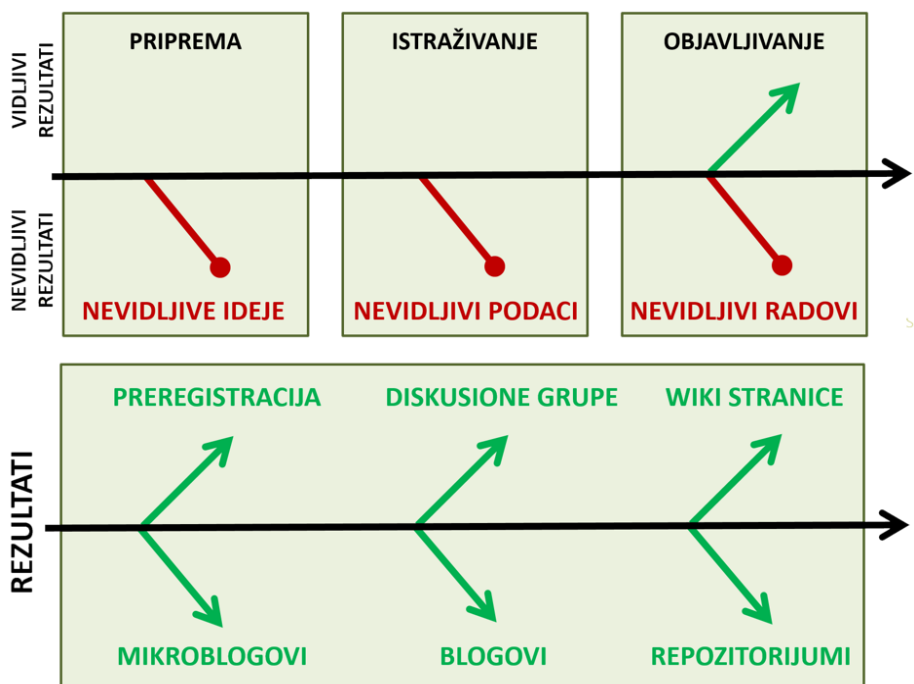 PRIPREMA
ISTRAŽIVANJE
OBJAVLJIVANJE
VIDLJIVI
REZULTATI
NEVIDLJIVI
REZULTATI
NEVIDLJIVE IDEJE
NEVIDLJIVI PODACI
NEVIDLJIVI RADOVI
REZULTATI
PREREGISTRACIJA
DISKUSIONE GRUPE
WIKI STRANICE
MIKROBLOGOVI
BLOGOVI
REPOZITORIJUMI